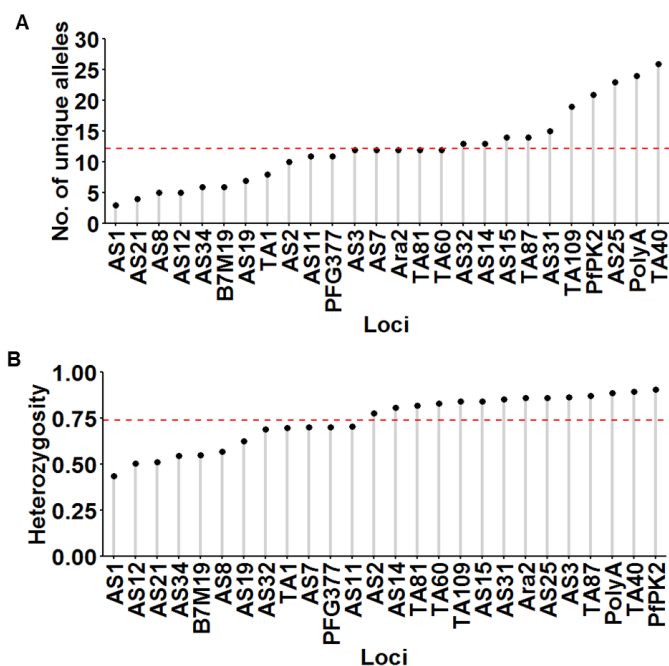 A
No. of unique alleles
30
25
20
15
10
5
0
AS1
AS21
AS8
AS12
AS34
B7M19
AS19
TA1
AS2
AS11
PFG377
AS3
AS7
Ara2
TA81
TA60
AS32
AS14
AS15
TA87
AS31
TA109
PfPK2
AS25
PolyA
TA40
Loci
B
Heterozygosity
1.00
0.75
0.50
0.25
0.00
AS1
AS12
AS21
AS34
B7M19
AS8
AS19
AS32
TA1
AS7
PFG377
AS11
AS2
AS14
TA81
TA60
TA109
AS15
AS31
Ara2
AS25
AS3
TA87
PolyA
TA40
PfPK2
Loci